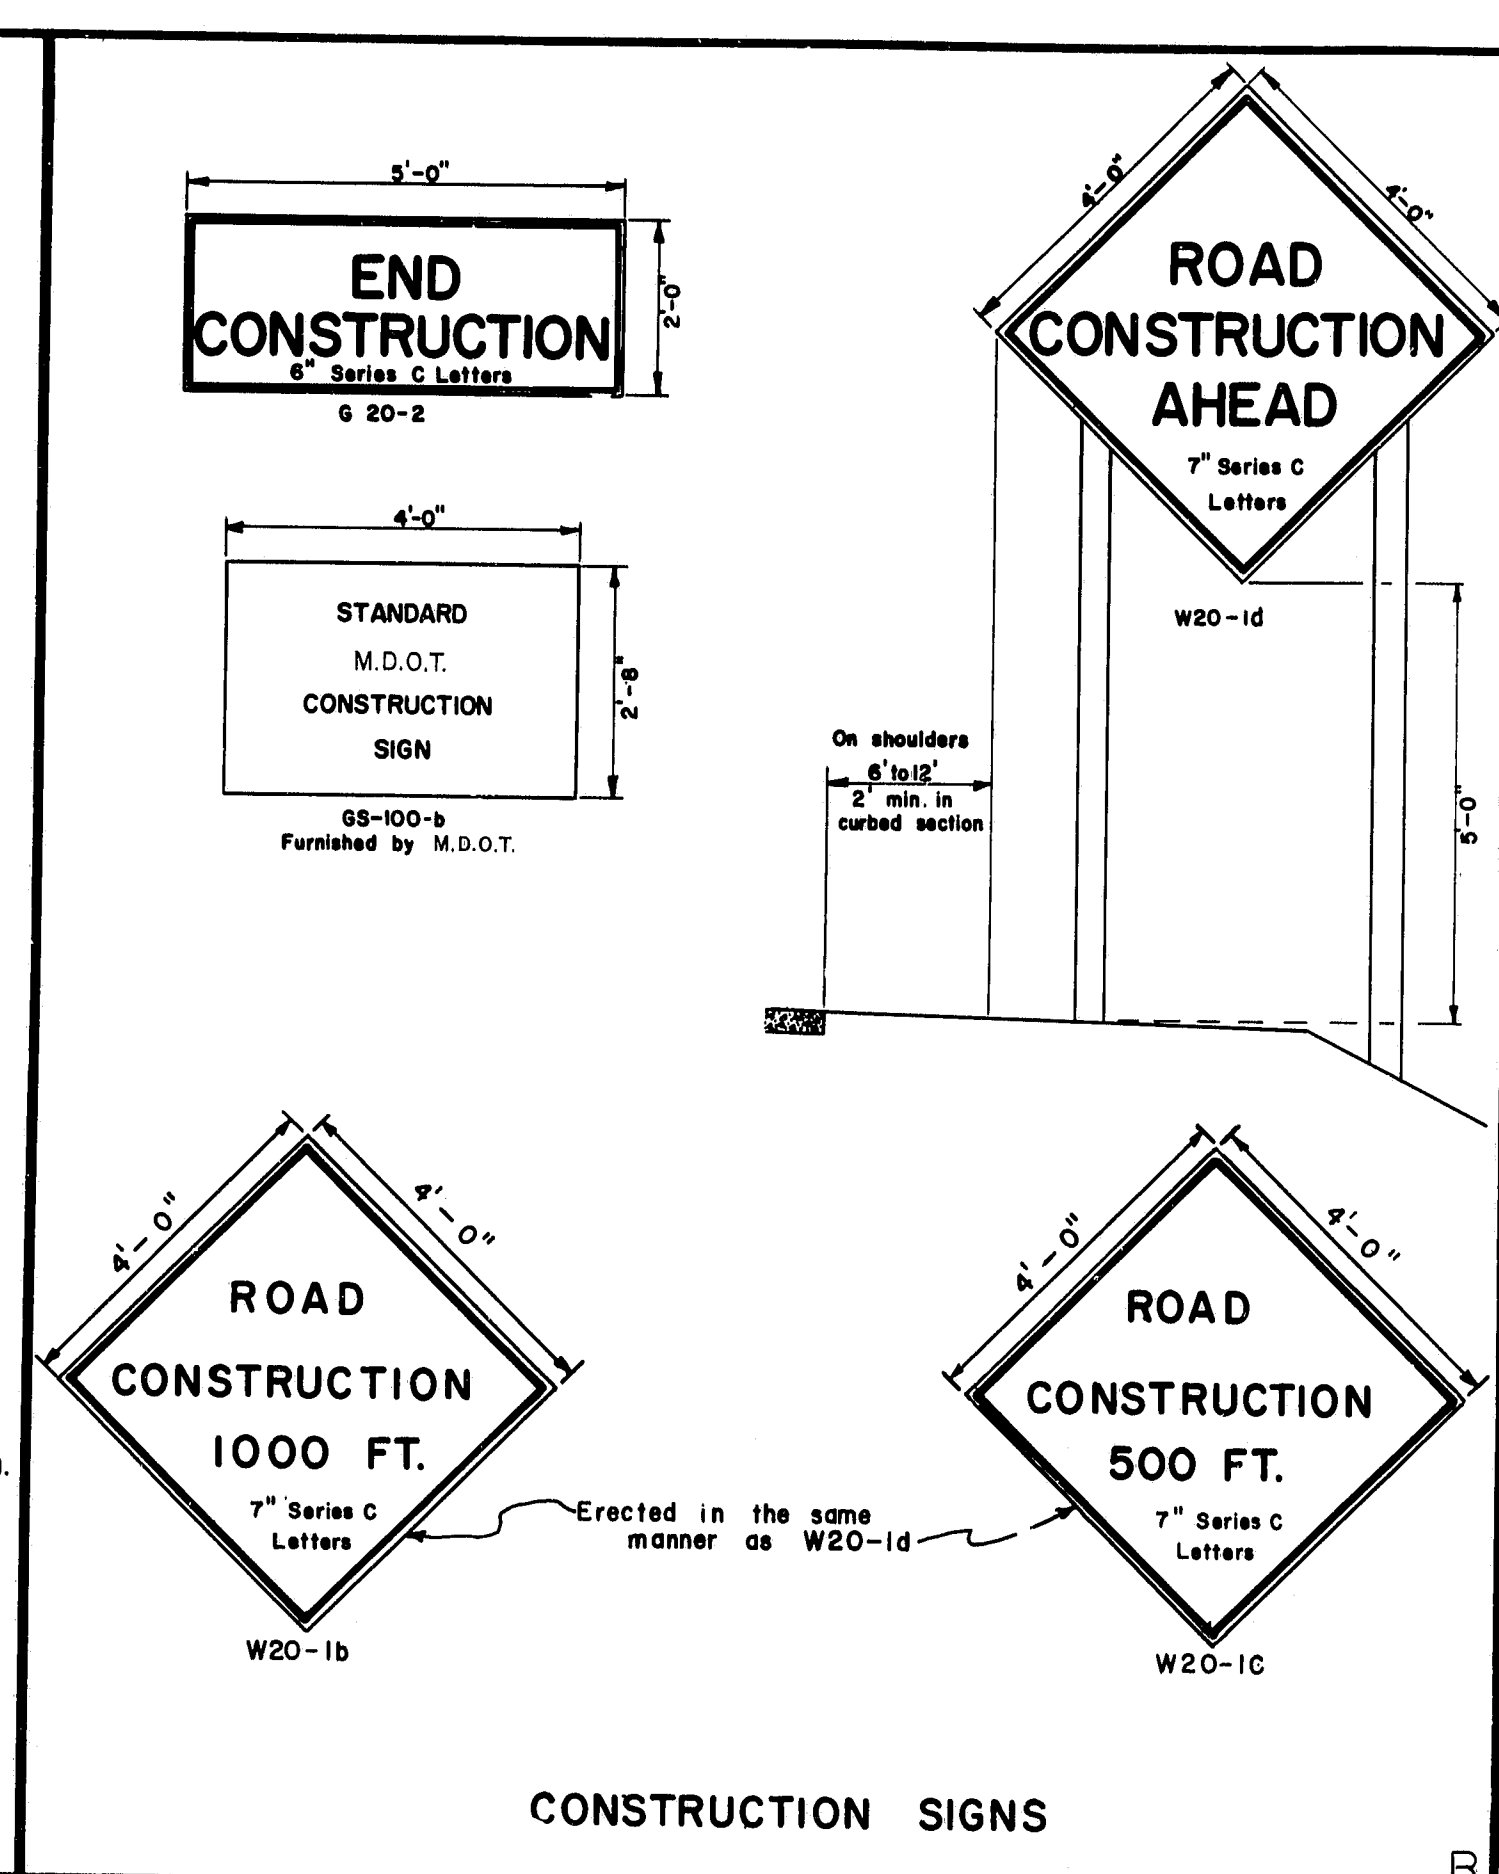 5'-0"
END
CONSTRUCTION
6" Series C Letters
2'-0"
G 20-2
4'-0"
STANDARD
M.D.O.T.
CONSTRUCTION
SIGN
2'-8"
GS-100-b
Furnished by M.D.O.T.
4'-0"
4'-0"
ROAD
CONSTRUCTION
AHEAD
7" Series C
Letters
W20-1d
On shoulders
6' to 12'
2' min. in
curbed section
5'-0"
4'-0"
4'-0"
ROAD
CONSTRUCTION
1000 FT.
7" Series C
Letters
W20-1b
Erected in the same
manner as W20-1d
4'-0"
4'-0"
ROAD
CONSTRUCTION
500 FT.
7" Series C
Letters
W20-1C
CONSTRUCTION SIGNS